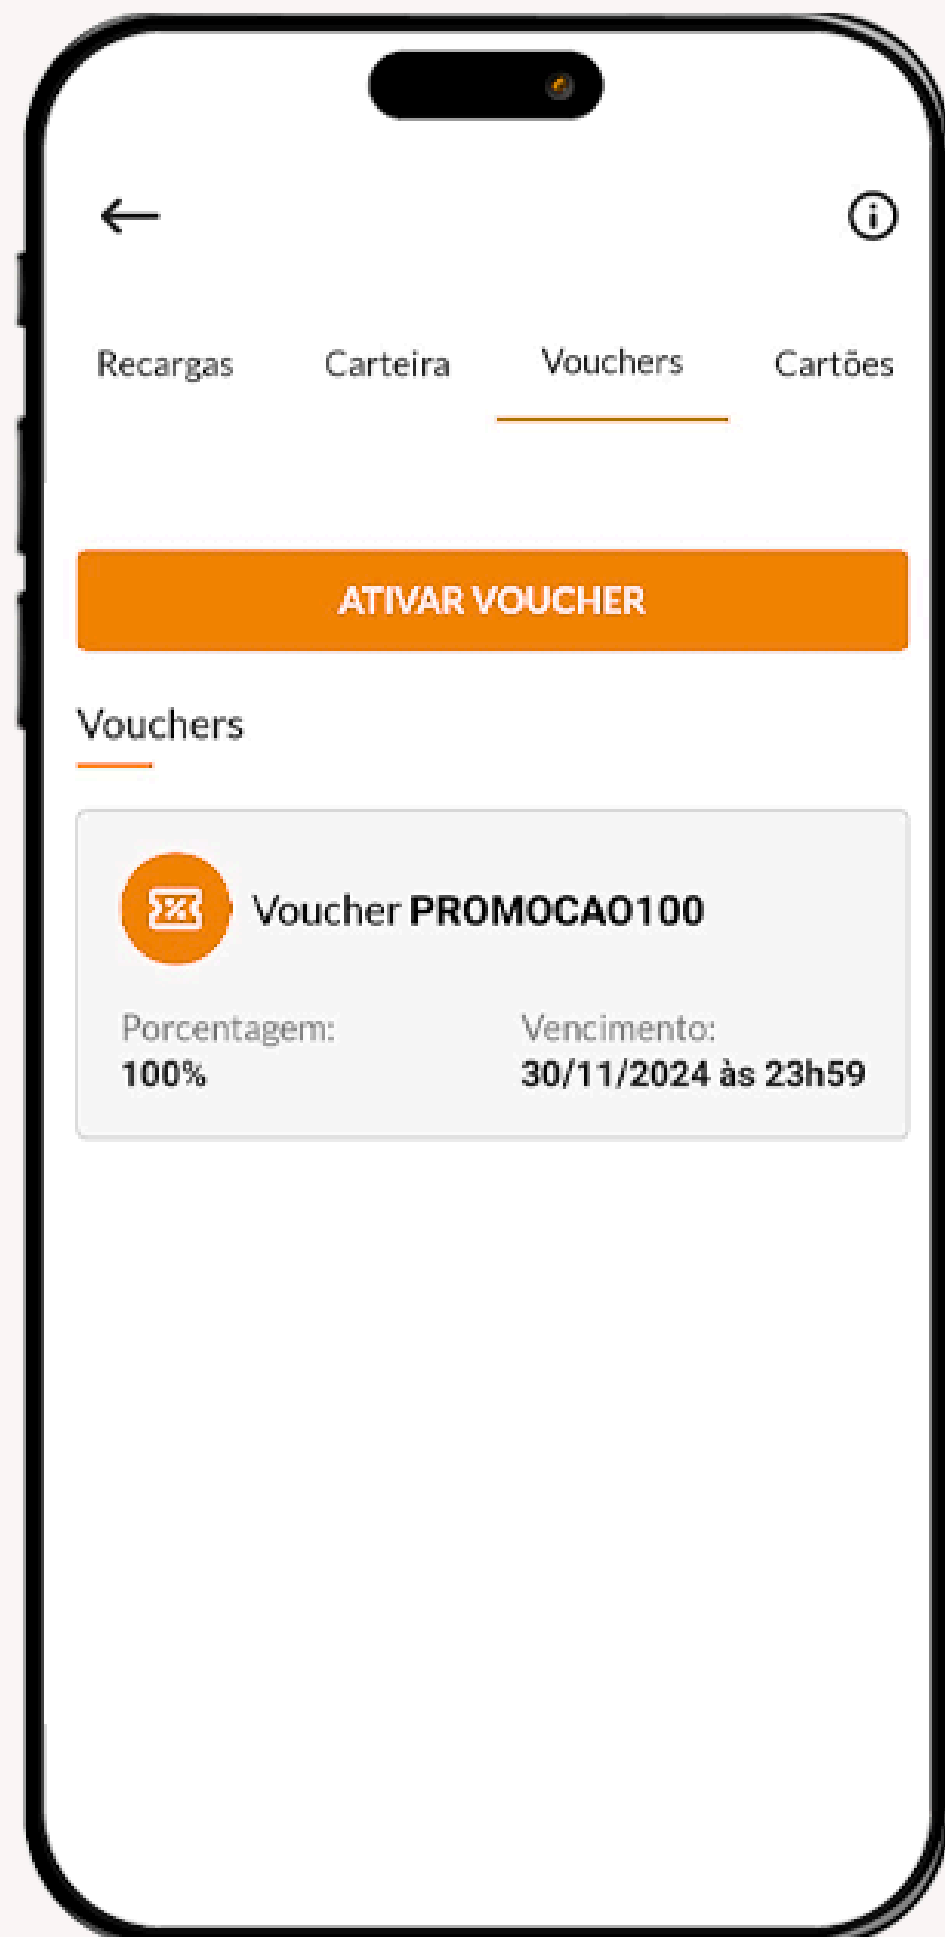 Recargas Carteira Vouchers Cartões
ATIVAR VOUCHER
Vouchers
Voucher PROMOCAO100
Porcentagem: Vencimento:
100% 30/11/2024 às 23h59